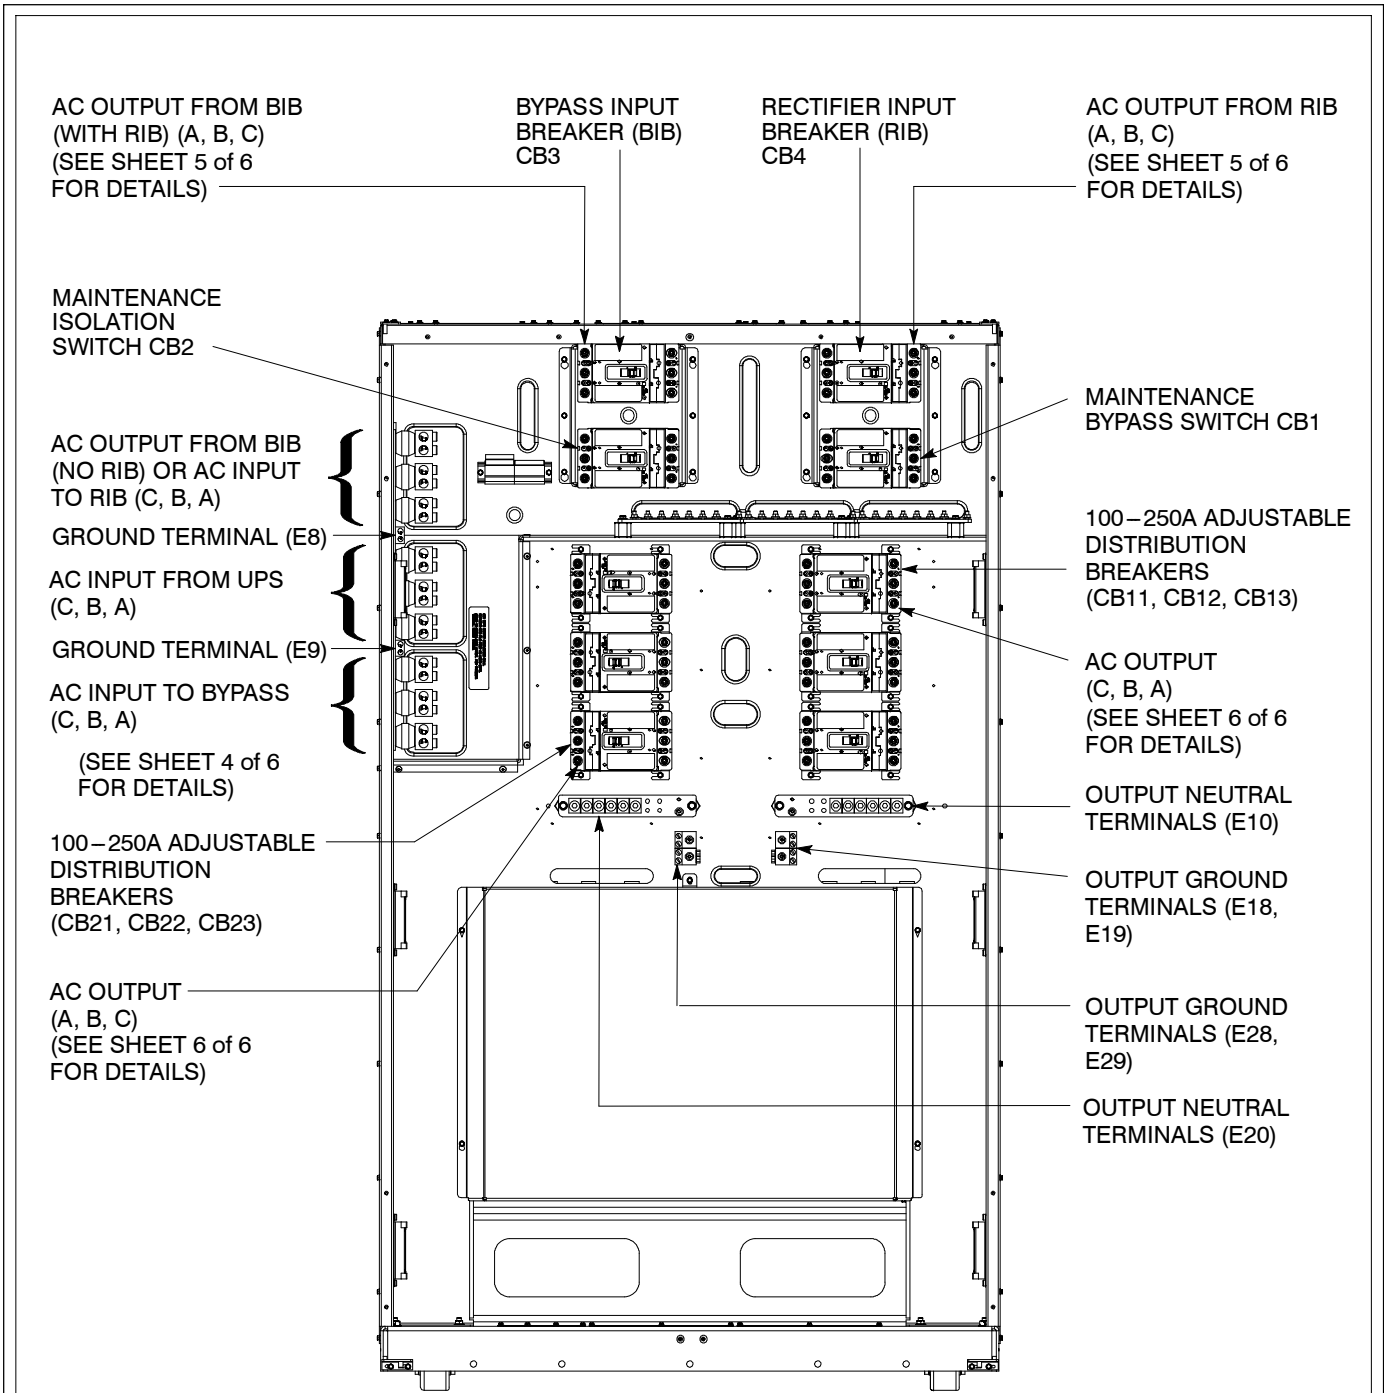 AC OUTPUT FROM BIB
(WITH RIB) (A, B, C)
(SEE SHEET 5 of 6
FOR DETAILS)
BYPASS INPUT
BREAKER (BIB)
CB3
RECTIFIER INPUT
BREAKER (RIB)
CB4
AC OUTPUT FROM RIB
(A, B, C)
(SEE SHEET 5 of 6
FOR DETAILS)
MAINTENANCE
ISOLATION
SWITCH CB2
MAINTENANCE
BYPASS SWITCH CB1
AC OUTPUT FROM BIB
(NO RIB) OR AC INPUT
TO RIB (C, B, A)
GROUND TERMINAL (E8)
AC INPUT FROM UPS
(C, B, A)
GROUND TERMINAL (E9)
AC INPUT TO BYPASS
(C, B, A)
(SEE SHEET 4 of 6
FOR DETAILS)
100–250A ADJUSTABLE
DISTRIBUTION
BREAKERS
(CB11, CB12, CB13)
AC OUTPUT
(C, B, A)
(SEE SHEET 6 of 6
FOR DETAILS)
OUTPUT NEUTRAL
TERMINALS (E10)
100–250A ADJUSTABLE
DISTRIBUTION
BREAKERS
(CB21, CB22, CB23)
OUTPUT GROUND
TERMINALS (E18,
E19)
AC OUTPUT
(A, B, C)
(SEE SHEET 6 of 6
FOR DETAILS)
OUTPUT GROUND
TERMINALS (E28,
E29)
OUTPUT NEUTRAL
TERMINALS (E20)